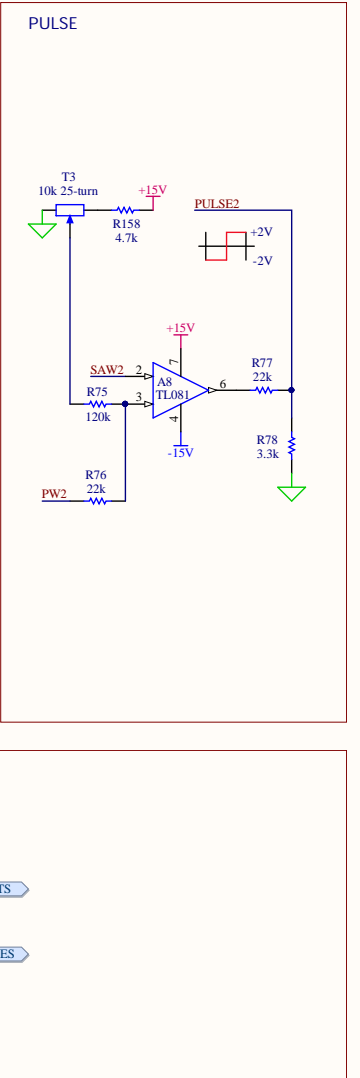 PULSE
T3
10k 25-turn
+15V
R158
4.7k
PULSE2
+2V
-2V
+15V
7
SAW2
2
A8
TL081
6
R77
22k
R75
120k
3
4
-15V
R78
3.3k
R76
22k
PW2
TS
ES